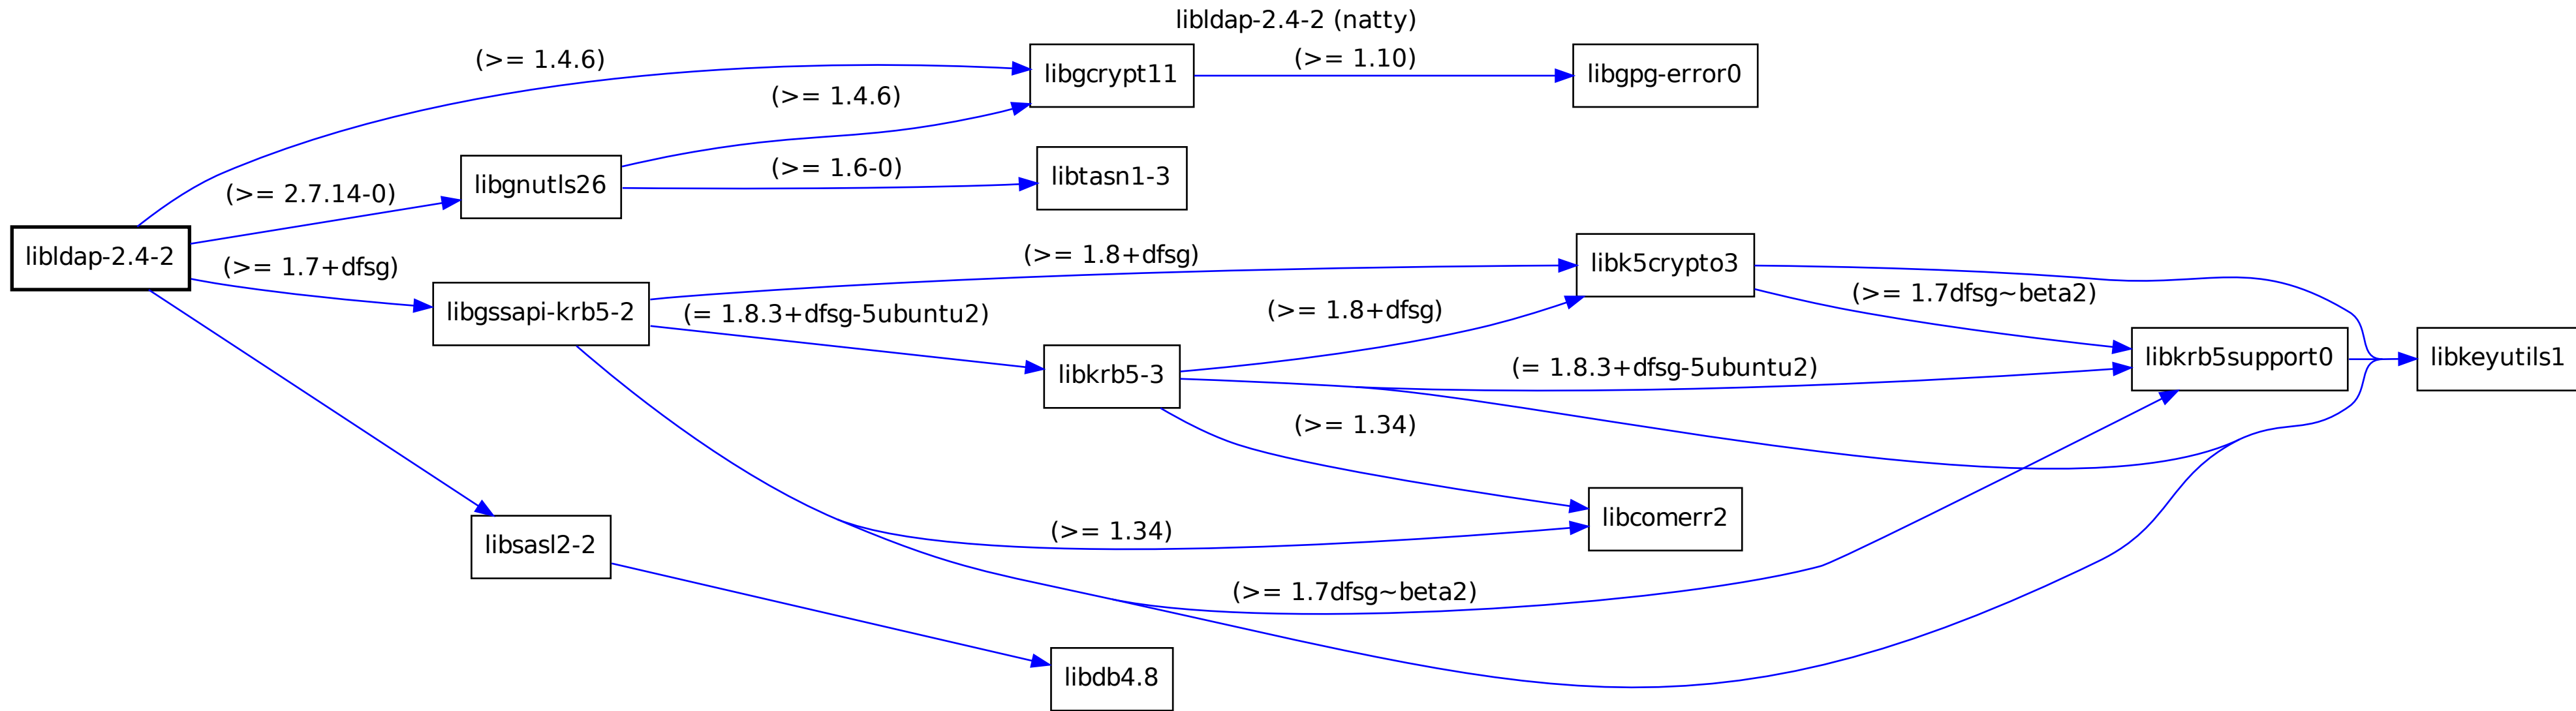 libldap-2.4-2 (natty)
(>= 1.4.6)
libgcrypt11
(>= 1.10)
libgpg-error0
(>= 1.4.6)
libgnutls26
(>= 1.6-0)
libtasn1-3
(>= 2.7.14-0)
libldap-2.4-2
(>= 1.7+dfsg)
(>= 1.8+dfsg)
libk5crypto3
(>= 1.7dfsg~beta2)
libgssapi-krb5-2
(= 1.8.3+dfsg-5ubuntu2)
(>= 1.8+dfsg)
libkrb5support0
libkeyutils1
libkrb5-3
(= 1.8.3+dfsg-5ubuntu2)
(>= 1.34)
libcomerr2
(>= 1.34)
libsasl2-2
(>= 1.7dfsg~beta2)
libdb4.8